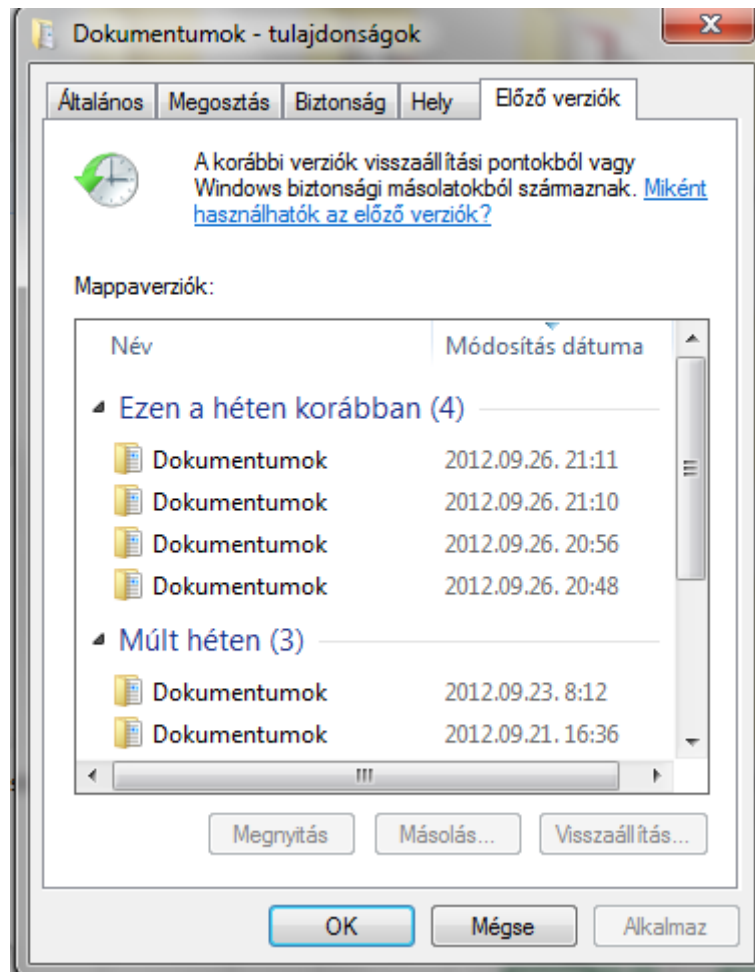 Dokumentumok - tulajdonságok
Általános Megosztás Biztonság Hely Előző verziók
A korábbi verziók visszaállítási pontokból vagy
Windows biztonsági másolatokból származnak. Miként
használhatók az előző verziók?
Mappaverziók:
Név Módosítás dátuma
Ezen a héten korábban (4)
Dokumentumok 2012.09.26. 21:11
Dokumentumok 2012.09.26. 21:10
Dokumentumok 2012.09.26. 20:56
Dokumentumok 2012.09.26. 20:48
Múlt héten (3)
Dokumentumok 2012.09.23. 8:12
Dokumentumok 2012.09.21. 16:36
Megnyitás Másolás... Visszaállítás...
OK Mégse Alkalmaz